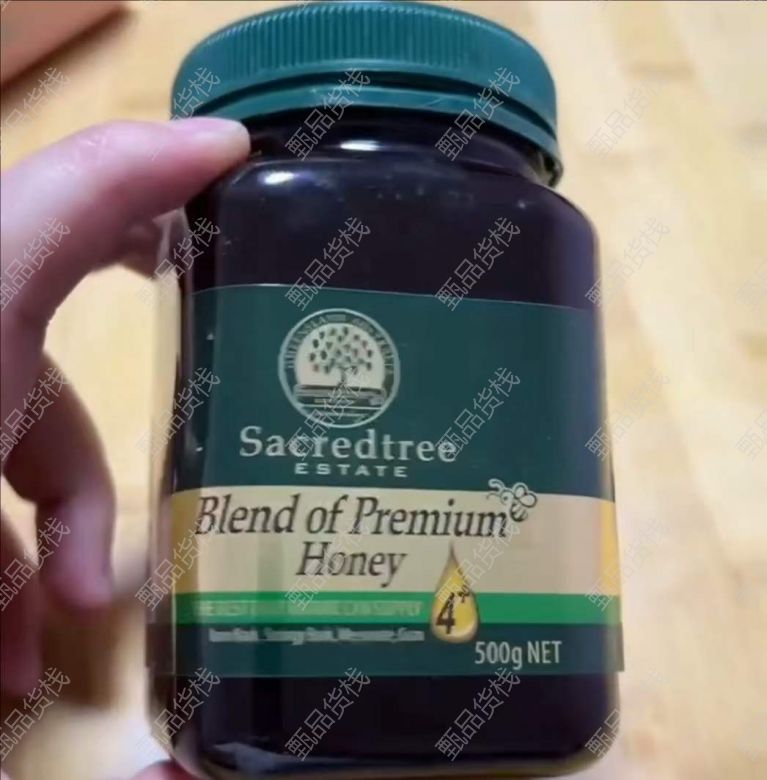 Sacredtree
ESTATE
Blend of Premium
Honey
4+
500g NET
甄品货栈